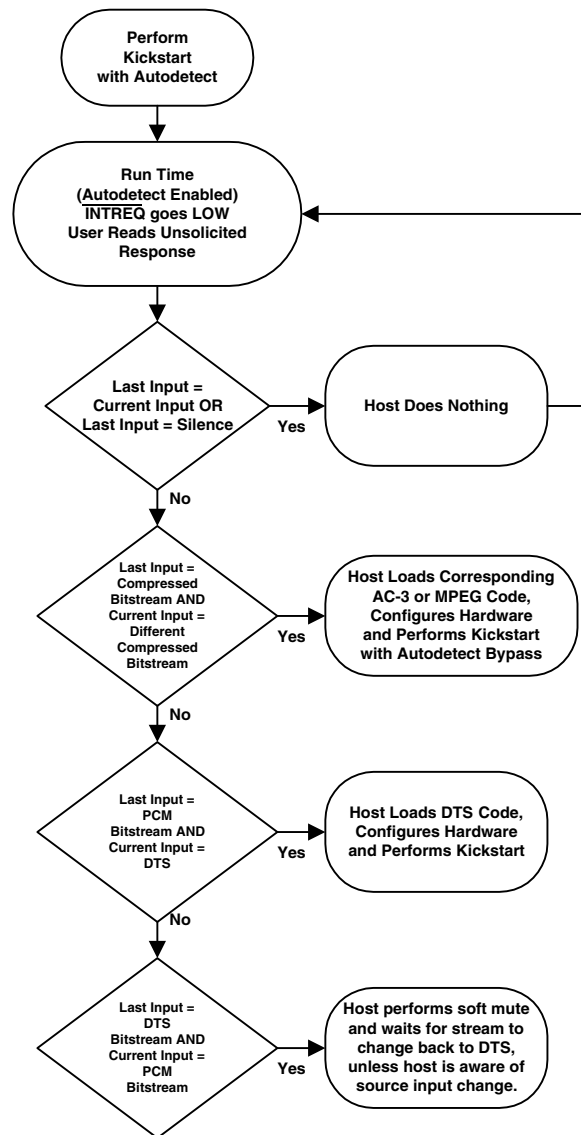 Perform
Kickstart
with Autodetect
Run Time
(Autodetect Enabled)
INTREQ goes LOW
User Reads Unsolicited
Response
Last Input =
Current Input OR
Last Input = Silence
Yes
Host Does Nothing
No
Last Input =
Compressed
Bitstream AND
Current Input =
Different
Compressed
Bitstream
Yes
Host Loads Corresponding
AC-3 or MPEG Code,
Configures Hardware
and Performs Kickstart
with Autodetect Bypass
No
Last Input =
PCM
Bitstream AND
Current Input =
DTS
Yes
Host Loads DTS Code,
Configures Hardware
and Performs Kickstart
No
Last Input =
DTS
Bitstream AND
Current Input =
PCM
Bitstream
Yes
Host performs soft mute
and waits for stream to
change back to DTS,
unless host is aware of
source input change.